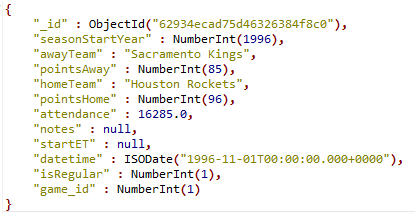 {
"_id" : ObjectId("62934ecad75d46326384f8c0"),
"seasonStartYear" : NumberInt(1996),
"awayTeam" : "Sacramento Kings",
"pointsAway" : NumberInt(85),
"homeTeam" : "Houston Rockets",
"pointsHome" : NumberInt(96),
"attendance" : 16285.0,
"notes" : null,
"startET" : null,
"datetime" : ISODate("1996-11-01T00:00:00.000+0000"),
"isRegular" : NumberInt(1),
"game_id" : NumberInt(1)
}